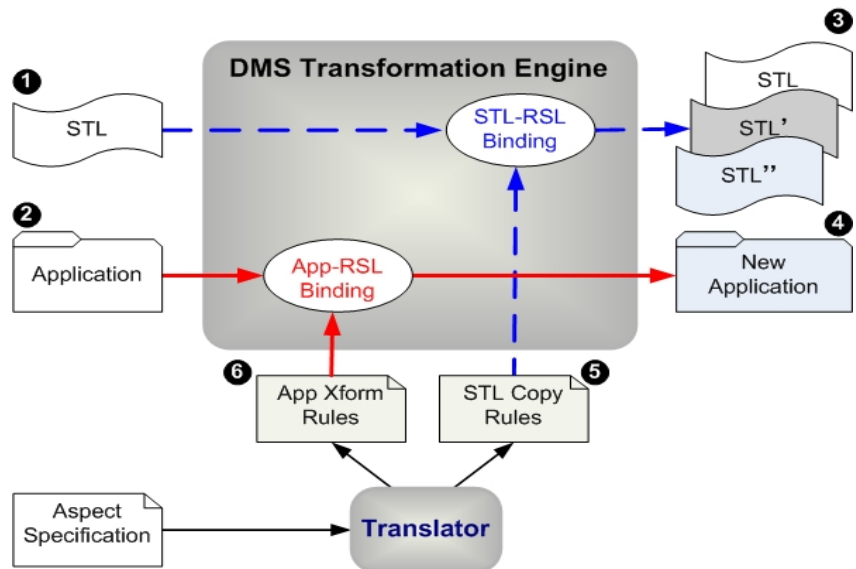 3
1
DMS Transformation Engine
STL
STL
STL-RSL
Binding
STL'
STL''
2
4
Application
App-RSL
Binding
New
Application
6
5
App Xform
Rules
STL Copy
Rules
Aspect
Specification
Translator